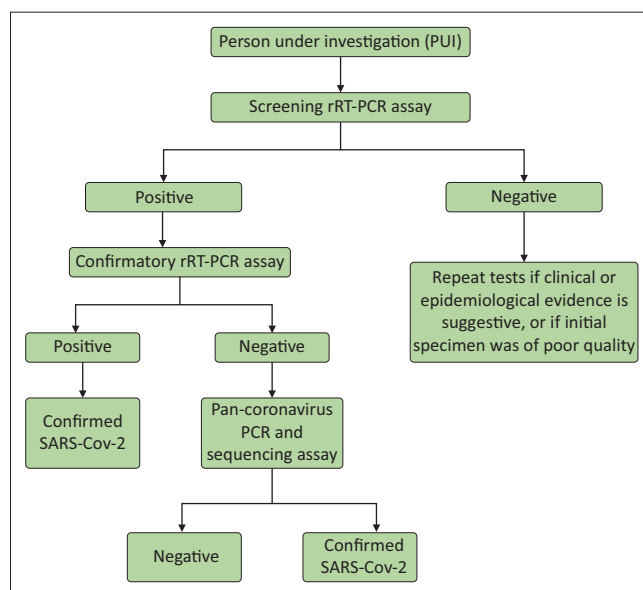 Person under investigation (PUI)
Screening rRT-PCR assay
Positive
Negative
Confirmatory rRT-PCR assay
Repeat tests if clinical or
epidemiological evidence is
suggestive, or if initial
specimen was of poor quality
Positive
Negative
Confirmed
SARS-Cov-2
Pan-coronavirus
PCR and
sequencing assay
Negative
Confirmed
SARS-Cov-2